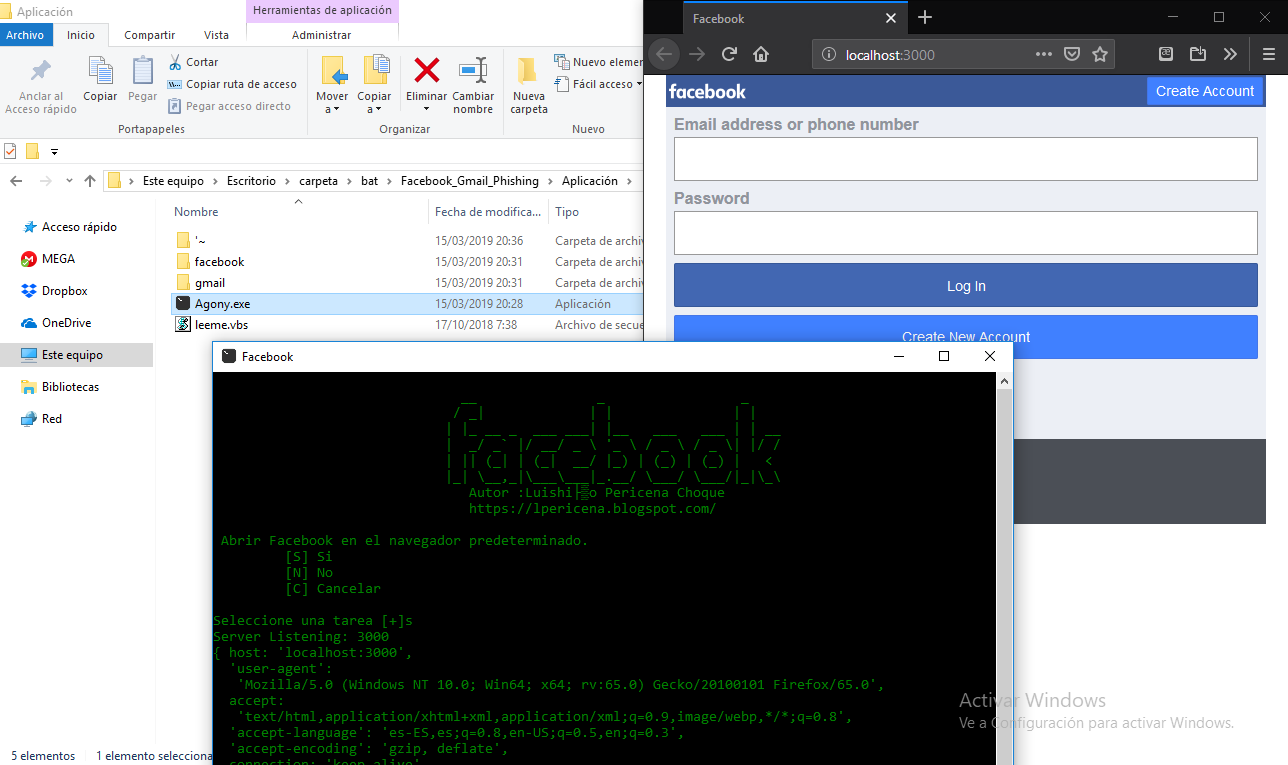 Aplicación
Herramientas de aplicación
Archivo
Inicio
Compartir
Vista
Administrar
Anclar al
Acceso rápido
Copiar
Pegar
Cortar
Copiar ruta de acceso
Pegar acceso directo
Portapapeles
Mover
a
Copiar
a
Eliminar
Cambiar
nombre
Organizar
Nueva
carpeta
Nuevo elemen
Fácil acceso
Nuevo
Este equipo
Escritorio
carpeta
bat
Facebook_Gmail_Phishing
Aplicación
Nombre
Fecha de modifica...
Tipo
'~
15/03/2019 20:36
Carpeta de archi
facebook
15/03/2019 20:31
Carpeta de archi
gmail
15/03/2019 20:31
Carpeta de archi
Agony.exe
15/03/2019 20:28
Aplicación
leeme.vbs
17/10/2018 7:38
Archivo de secue
Acceso rápido
MEGA
Dropbox
OneDrive
Este equipo
Bibliotecas
Red
5 elementos
1 elemento selecciona
Facebook
localhost:3000
facebook
Create Account
Email address or phone number
Password
Log In
Create New Account
Facebook
facebook
Autor :Luishi├▒o Pericena Choque
https://lpericena.blogspot.com/
Abrir Facebook en el navegador predeterminado.
[S] Si
[N] No
[C] Cancelar
Seleccione una tarea [+]s
Server Listening: 3000
{ host: 'localhost:3000',
'user-agent':
'Mozilla/5.0 (Windows NT 10.0; Win64; x64; rv:65.0) Gecko/20100101 Firefox/65.0',
accept:
'text/html,application/xhtml+xml,application/xml;q=0.9,image/webp,*/*;q=0.8',
'accept-language': 'es-ES,es;q=0.8,en-US;q=0.5,en;q=0.3',
'accept-encoding': 'gzip, deflate',
connection: 'keep-alive'
Activar Windows
Ve a Configuración para activar Windows.